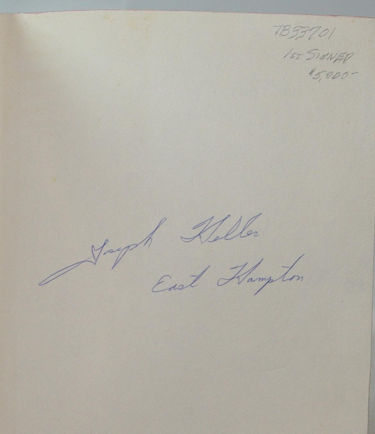 TB33701
1st SIGNED
$5,000-
Joseph Heller
East Hampton